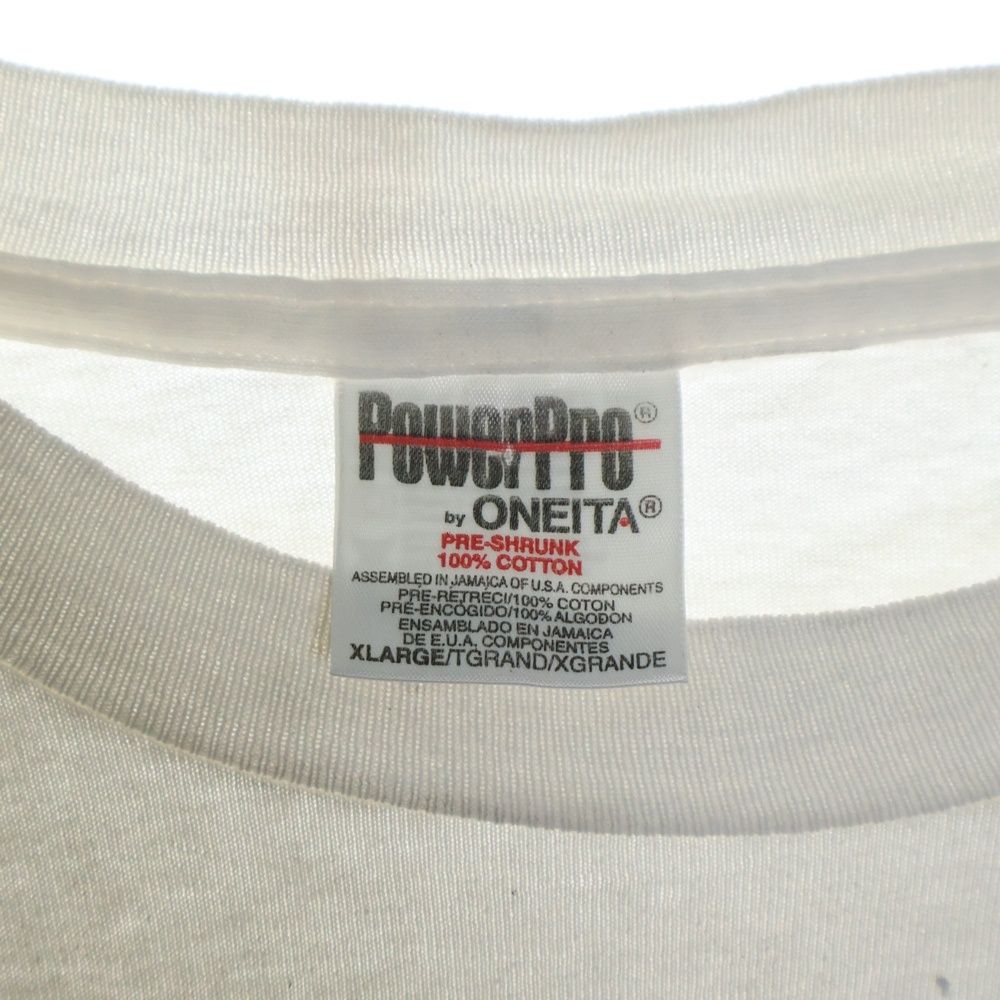 PowerPro®
by ONEITA®
PRE-SHRUNK
100% COTTON
ASSEMBLED IN JAMAICA OF U.S.A. COMPONENTS
PRE-RETRECI/100% COTON
PRE-ENCOGIDO/100% ALGODON
ENSAMBLADO EN JAMAICA
DE E.U.A. COMPONENTES
XLARGE/TGRAND/XGRANDE